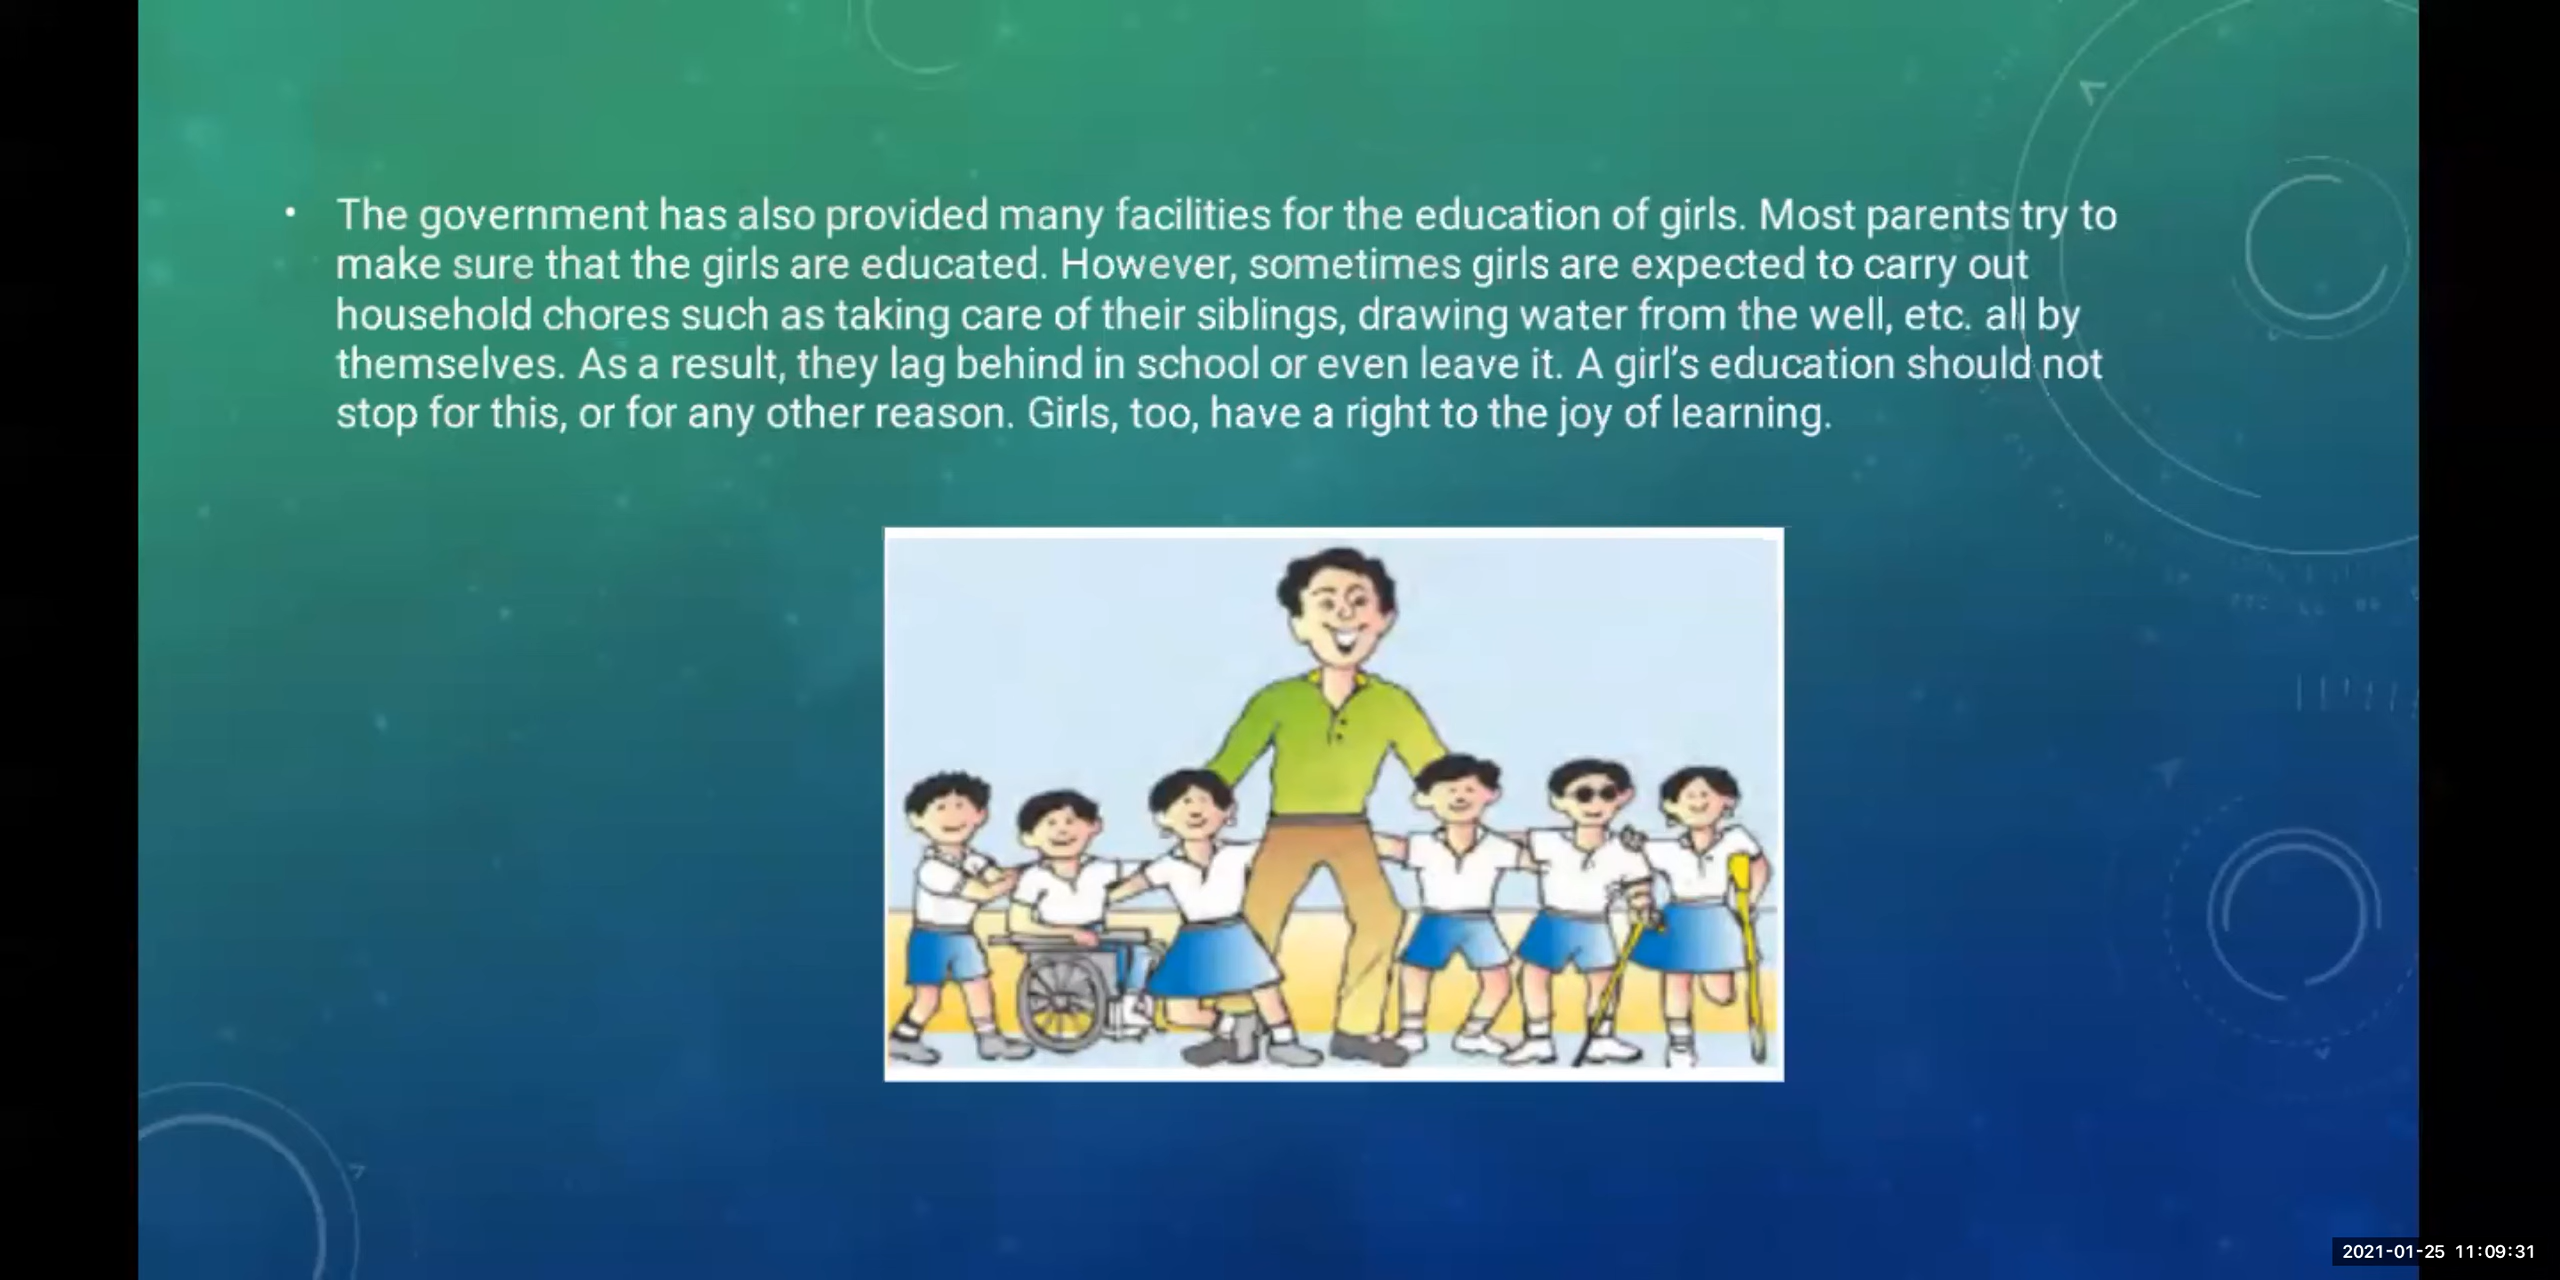 • The government has also provided many facilities for the education of girls. Most parents try to
make sure that the girls are educated. However, sometimes girls are expected to carry out
household chores such as taking care of their siblings, drawing water from the well, etc. all by
themselves. As a result, they lag behind in school or even leave it. A girl’s education should not
stop for this, or for any other reason. Girls, too, have a right to the joy of learning.
2021-01-25 11:09:31